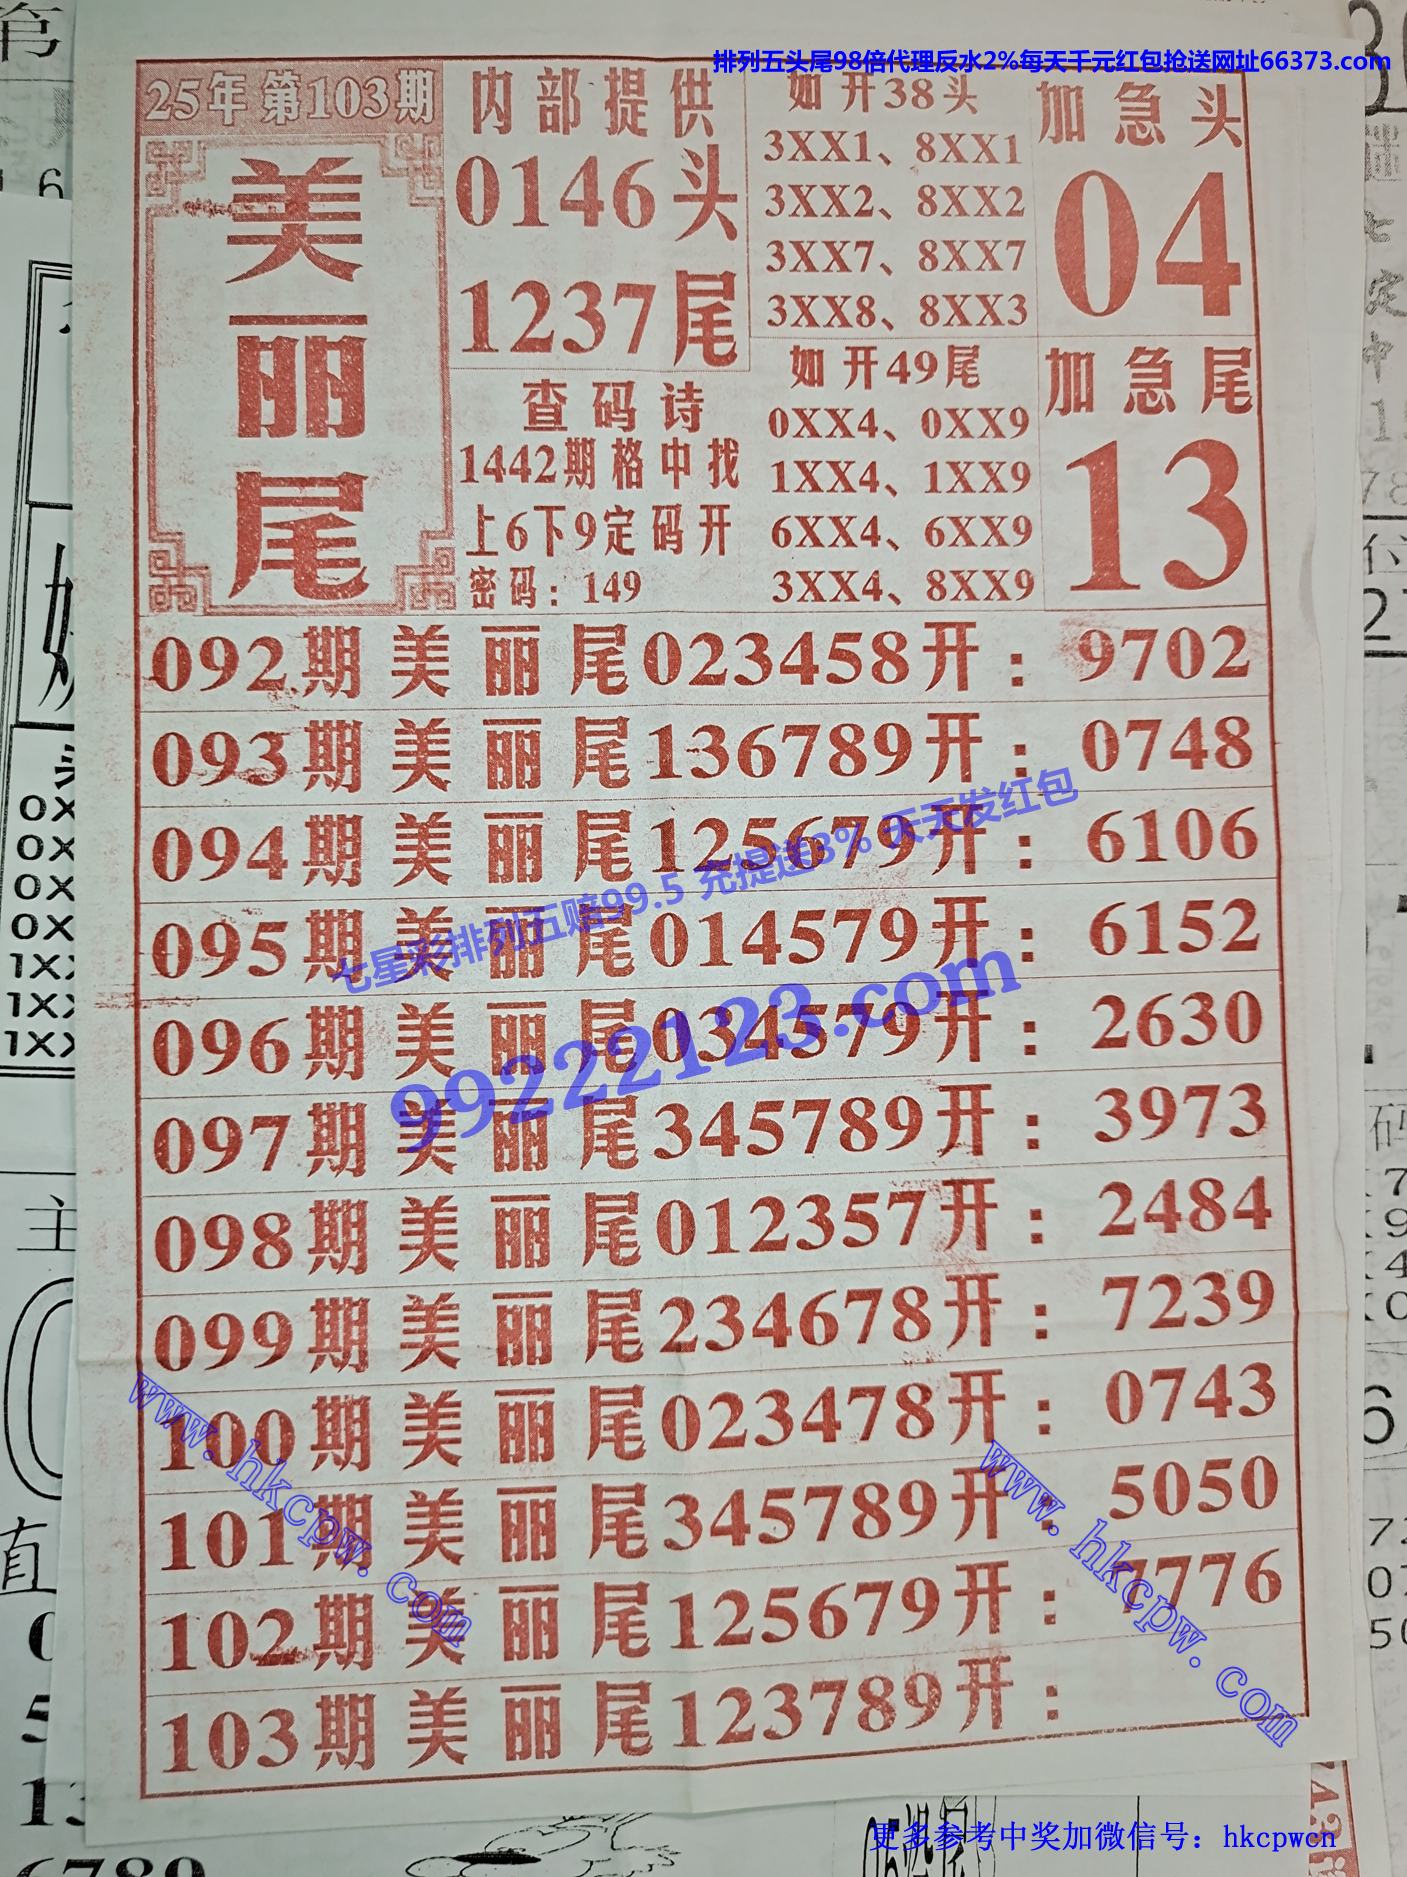 排列五头尾98倍代理反水2%每天千元红包抢送网址66373.com
25年第103期
美丽尾
内部提供
0146头
1237尾
查码诗
1442期格中找
上6下9定码开
密码：149
如开38头
3XX1、8XX1
3XX2、8XX2
3XX7、8XX7
3XX8、8XX3
如开49尾
0XX4、0XX9
1XX4、1XX9
6XX4、6XX9
3XX4、8XX9
加急头
04
加急尾
13
092期美丽尾023458开：9702
093期美丽尾136789开：0748
094期美丽尾125679开：6106
095期美丽尾014579开：6152
096期美丽尾034579开：2630
097期美丽尾345789开：3973
098期美丽尾012357开：2484
099期美丽尾234678开：7239
100期美丽尾023478开：0743
101期美丽尾345789开：5050
102期美丽尾125679开：7776
103期美丽尾123789开：
七星彩排列五赔99.5 充提送3% 天天发红包
99222123.com
www.hkcpw.com
www.hkcpw.com
更多参考中奖加微信号：hkcpwcn
主
直
6789